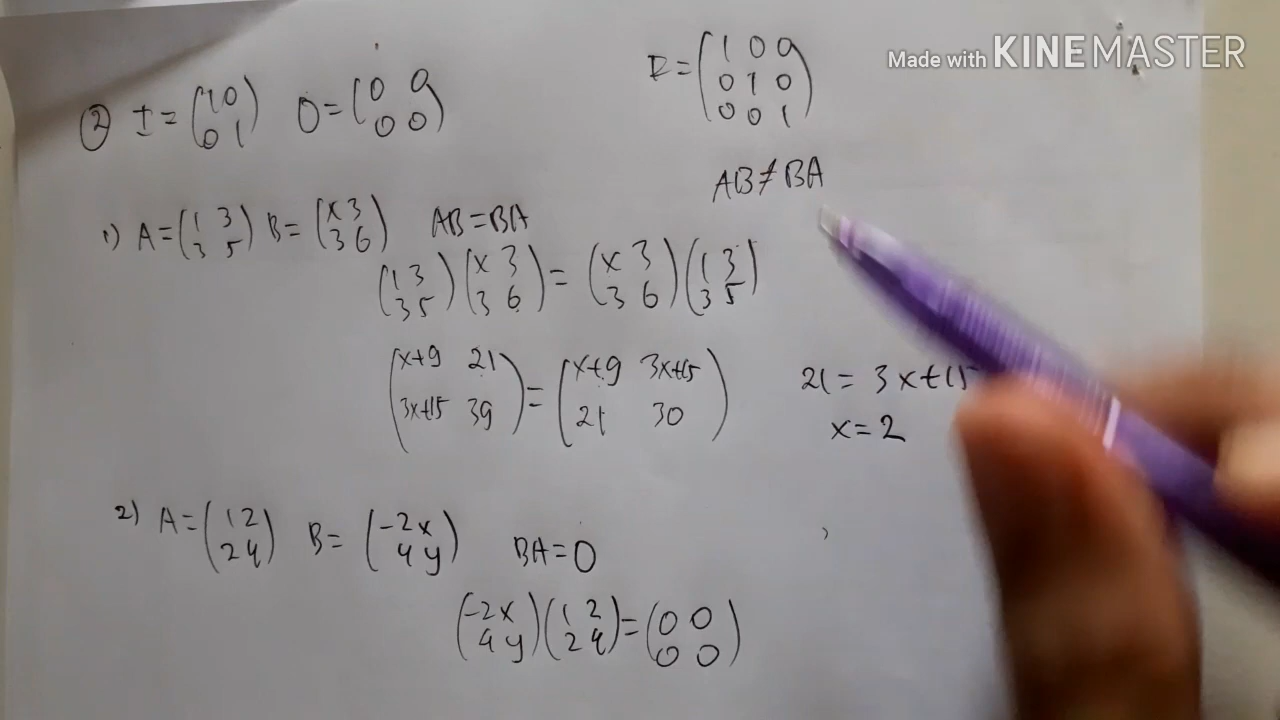 Made with KINEMASTER
② I = (1 0 0 1) O = (0 0 0 0)
E = (1 0 0 0 1 0 0 0 1)
AB ≠ BA
1) A = (1 3 3 5) B = (x 3 3 6) AB = BA
(1 3 3 5) (x 3 3 6) = (x 3 3 6) (1 3 3 5)
(x+9 21 3x+15 39) = (x+9 3x+15 21 30)
21 = 3x+15
x = 2
2) A = (1 2 2 4) B = (-2 x 4 y) BA = O
(-2 x 4 y) (1 2 2 4) = (0 0 0 0)